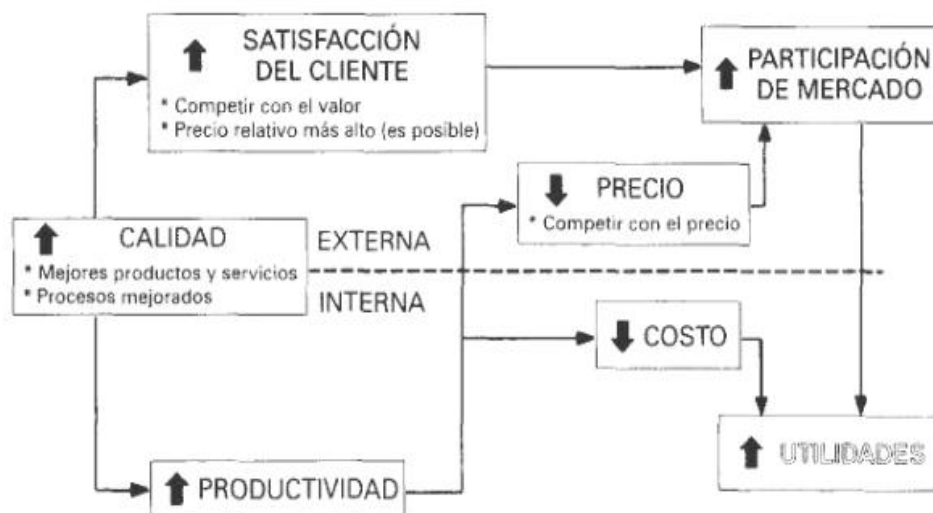 SATISFACCIÓN
DEL CLIENTE
* Competir con el valor
* Precio relativo más alto (es posible)
PARTICIPACIÓN
DE MERCADO
PRECIO
* Competir con el precio
CALIDAD
* Mejores productos y servicios
* Procesos mejorados
EXTERNA
INTERNA
COSTO
UTILIDADES
PRODUCTIVIDAD